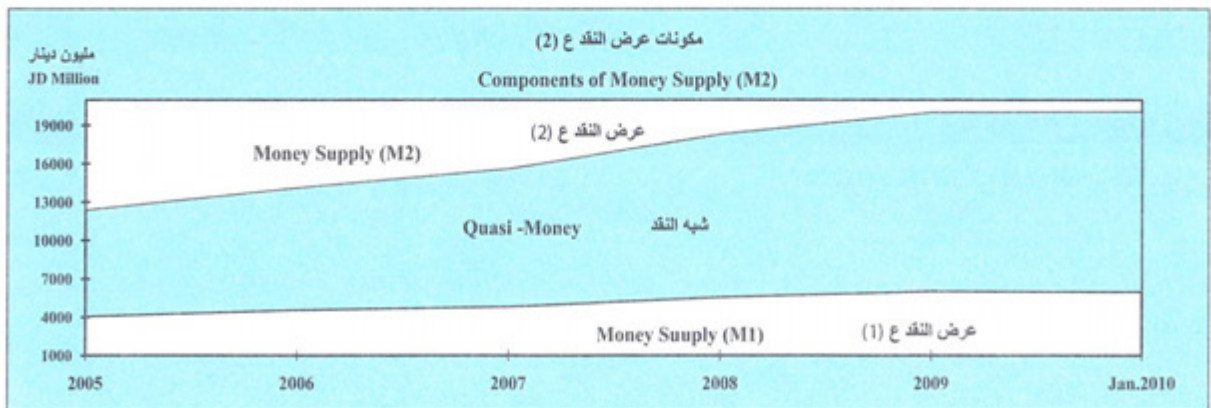 مكونات عرض النقد ع (2)
مليون دينار
JD Million
Components of Money Supply (M2)
19000
عرض النقد ع (2)
Money Supply (M2)
16000
13000
Quasi -Money شبه النقد
10000
7000
4000
Money Suuply (M1) عرض النقد ع (1)
1000
2005 2006 2007 2008 2009 Jan.2010